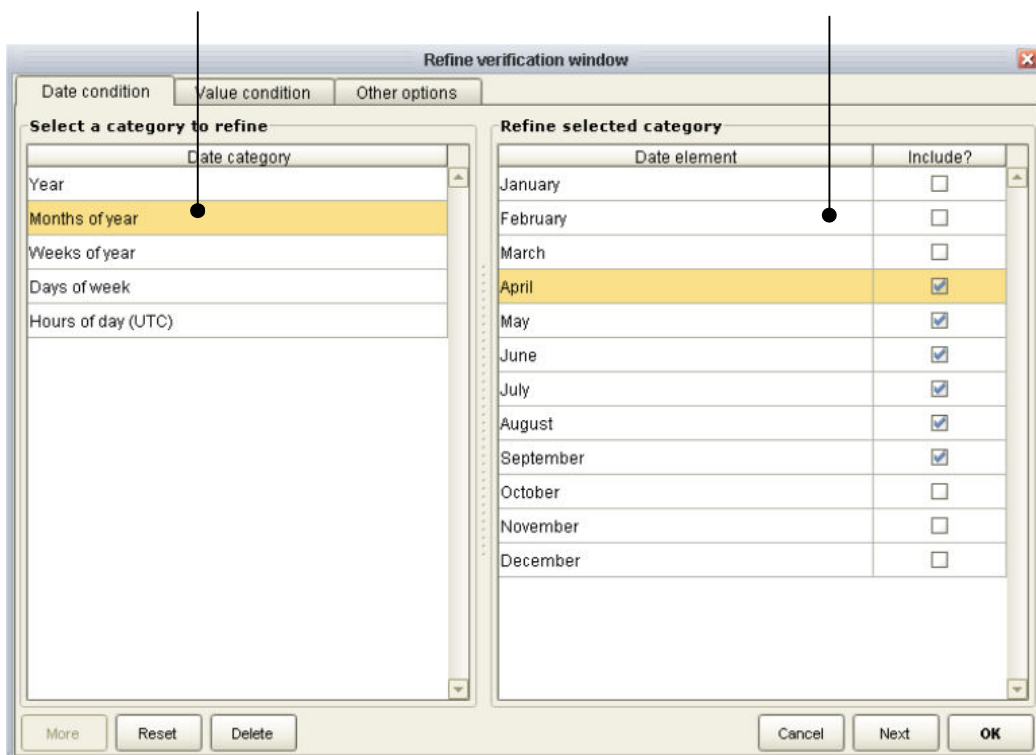 Refine verification window
Date condition Value condition Other options
Select a category to refine
Date category
Year
Months of year
Weeks of year
Days of week
Hours of day (UTC)
Refine selected category
Date element Include?
January
February
March
April
May
June
July
August
September
October
November
December
More Reset Delete Cancel Next OK